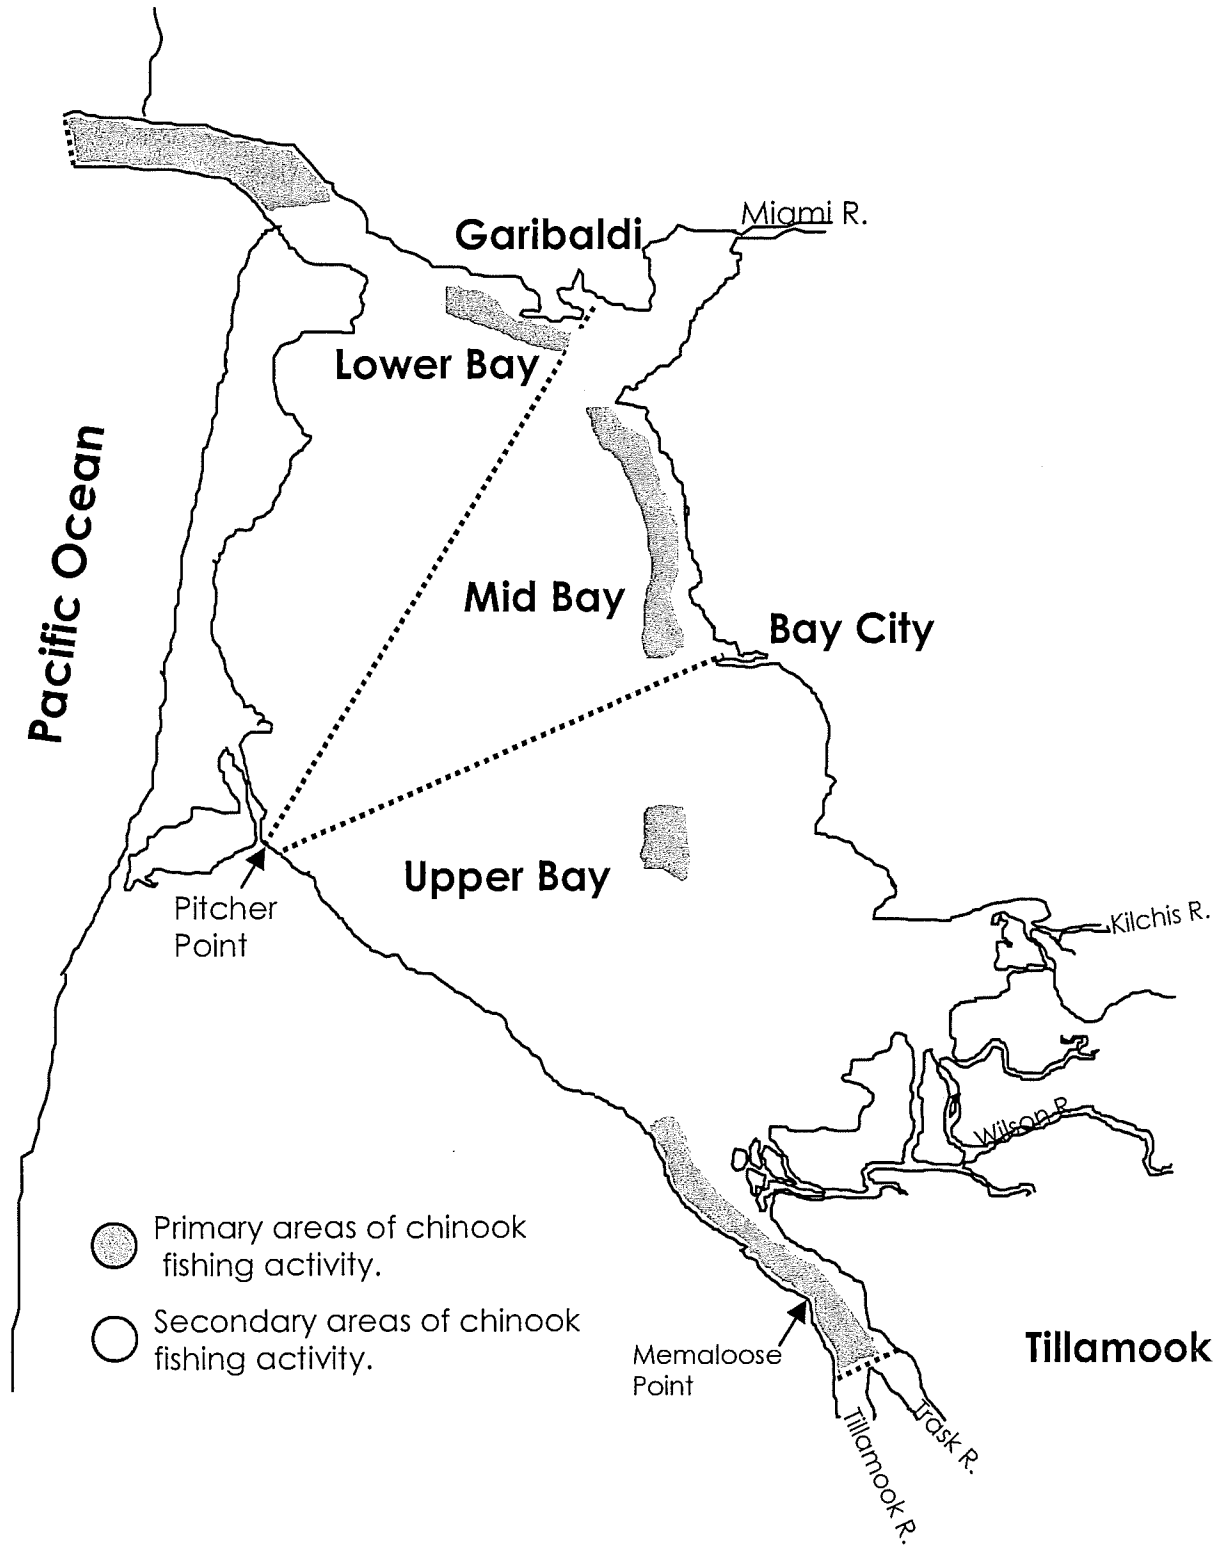 Miami R.
Garibaldi
Lower Bay
Pacific Ocean
Mid Bay
Bay City
Upper Bay
Pitcher
Point
Kilchis R.
Wilson R.
Primary areas of chinook
fishing activity.
Secondary areas of chinook
fishing activity.
Memaloose
Point
Tillamook
Trask R.
Tillamook R.